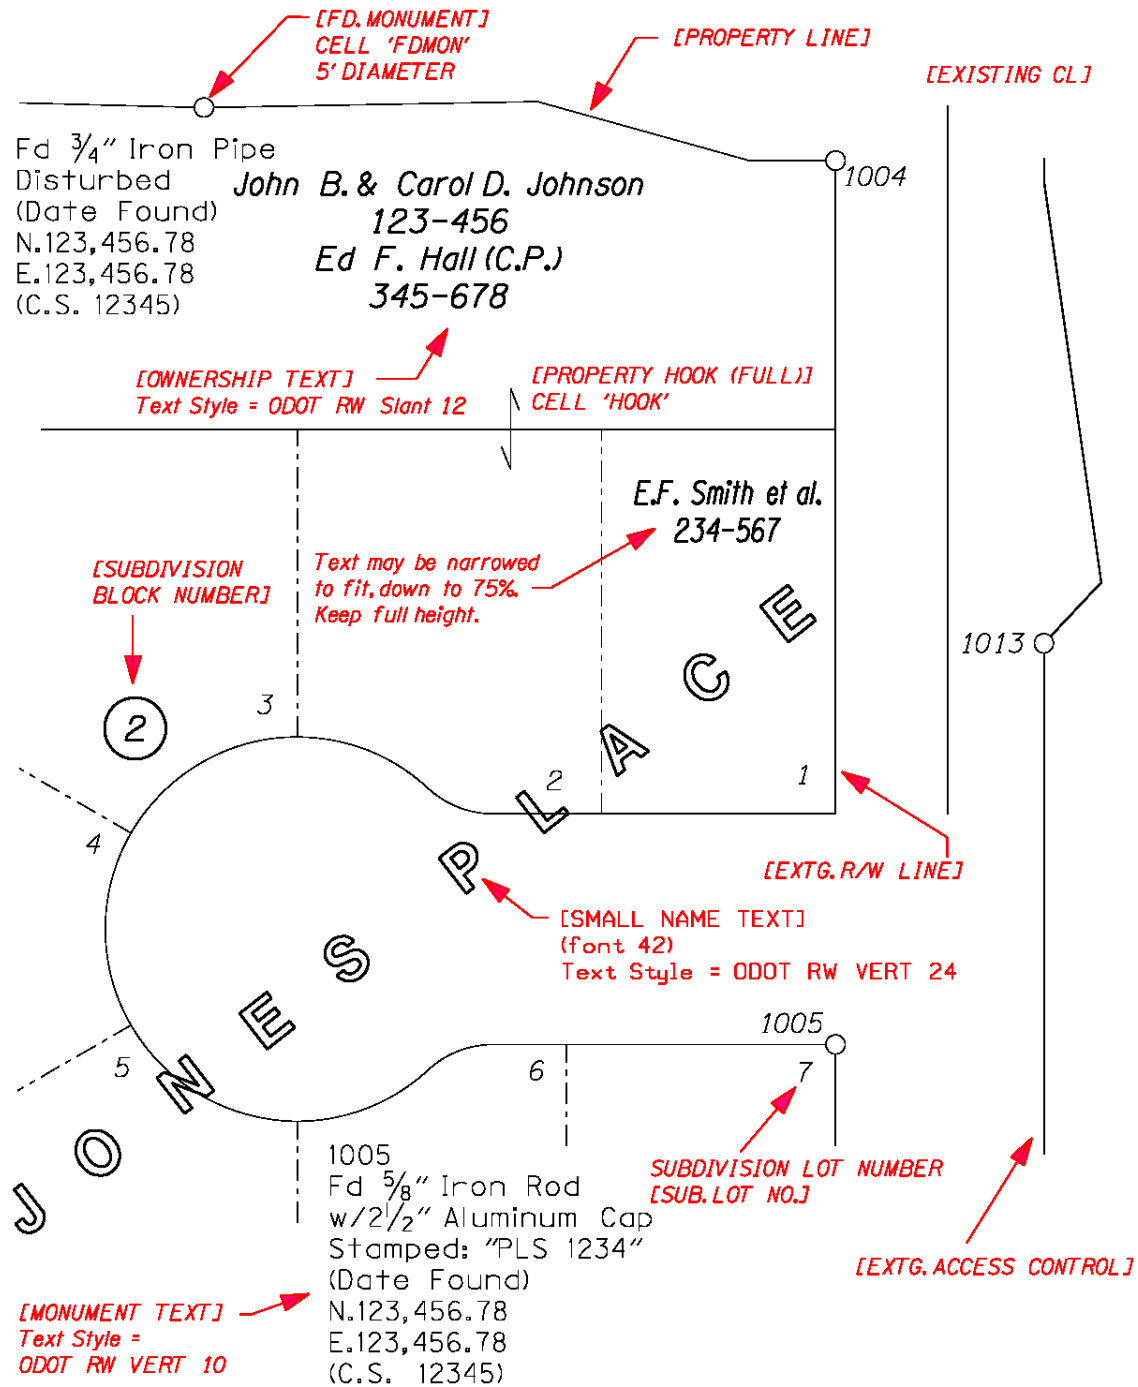 [FD. MONUMENT]
CELL 'FDMON'
5' DIAMETER
[PROPERTY LINE]
[EXISTING CL]
Fd 3/4" Iron Pipe
Disturbed
(Date Found)
N.123,456.78
E.123,456.78
(C.S. 12345)
John B. & Carol D. Johnson
123-456
Ed F. Hall (C.P.)
345-678
1004
[OWNERSHIP TEXT]
Text Style = ODOT RW Slant 12
[PROPERTY HOOK (FULL)]
CELL 'HOOK'
E.F. Smith et al.
234-567
Text may be narrowed
to fit, down to 75%.
Keep full height.
[SUBDIVISION
BLOCK NUMBER]
2
3
1013
2
1
4
[EXTG. R/W LINE]
[SMALL NAME TEXT]
(font 42)
Text Style = ODOT RW VERT 24
JONES PLACE
1005
5
6
7
SUBDIVISION LOT NUMBER
[SUB. LOT NO.]
1005
Fd 5/8" Iron Rod
w/2 1/2" Aluminum Cap
Stamped: "PLS 1234"
(Date Found)
N.123,456.78
E.123,456.78
(C.S. 12345)
[EXTG. ACCESS CONTROL]
[MONUMENT TEXT]
Text Style =
ODOT RW VERT 10